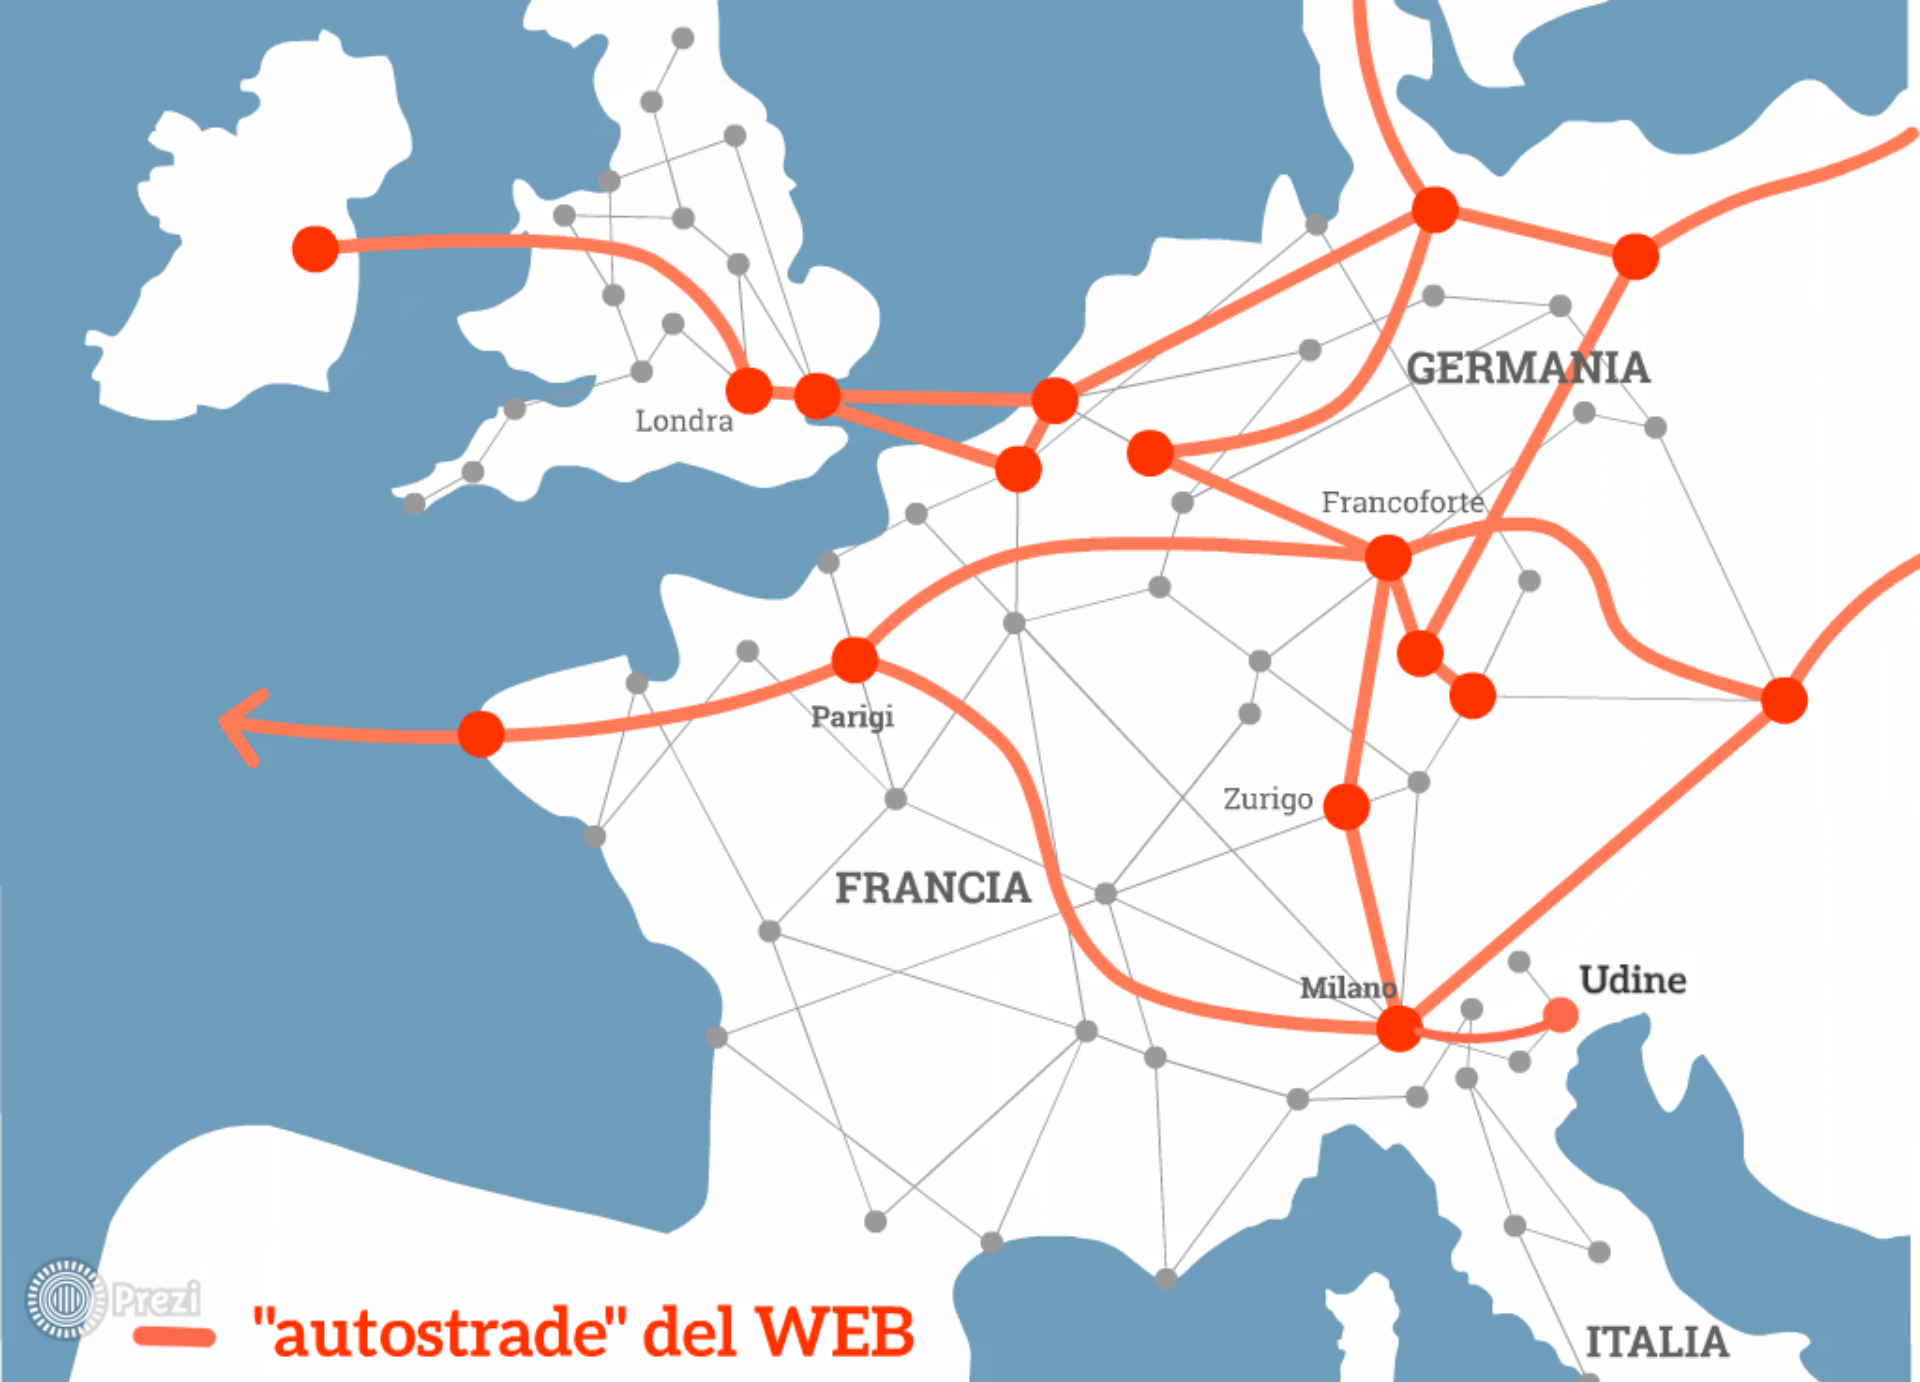 GERMANIA
Londra
Francoforte
Parigi
Zurigo
FRANCIA
Milano
Udine
Prezi
"autostrade" del WEB
ITALIA